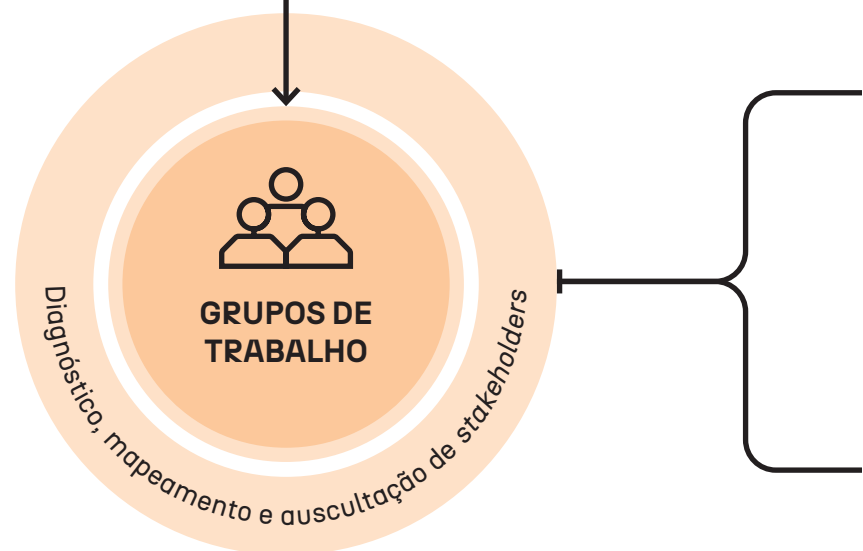 GRUPOS DE
TRABALHO
Diagnóstico, mapeamento e auscultação de stakeholders